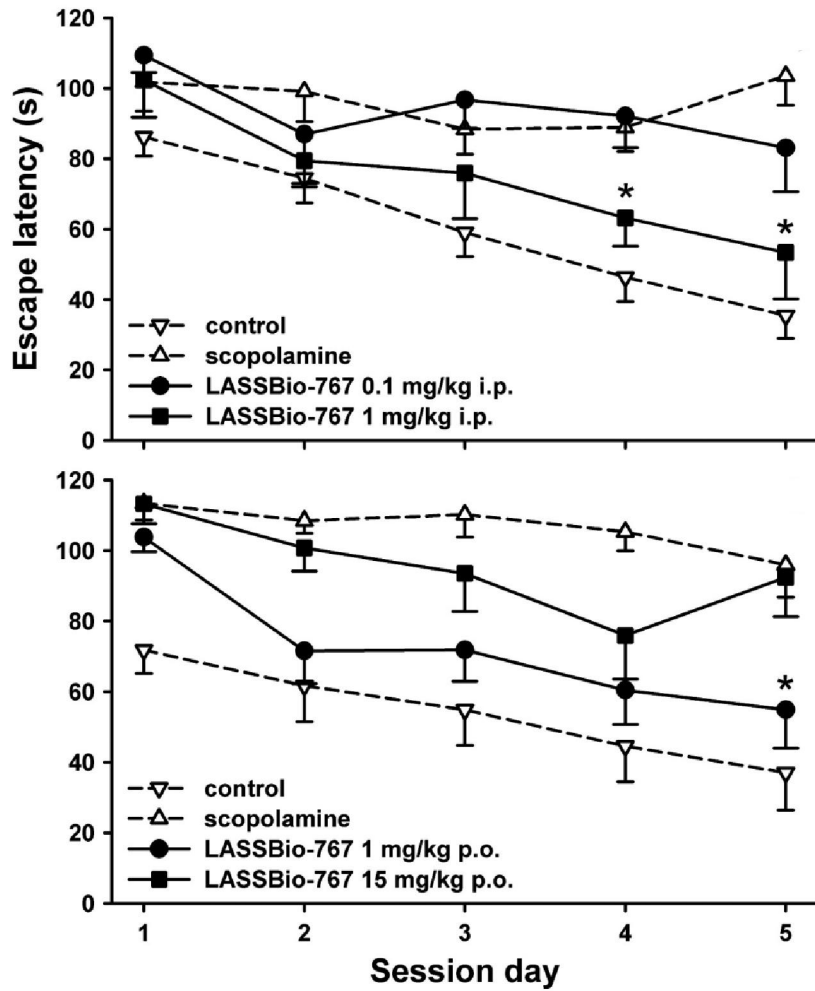 120
100
80
60
40
20
0
Escape latency (s)
*
*
control
scopolamine
LASSBio-767 0.1 mg/kg i.p.
LASSBio-767 1 mg/kg i.p.
120
100
80
60
40
20
0
*
control
scopolamine
LASSBio-767 1 mg/kg p.o.
LASSBio-767 15 mg/kg p.o.
1 2 3 4 5
Session day